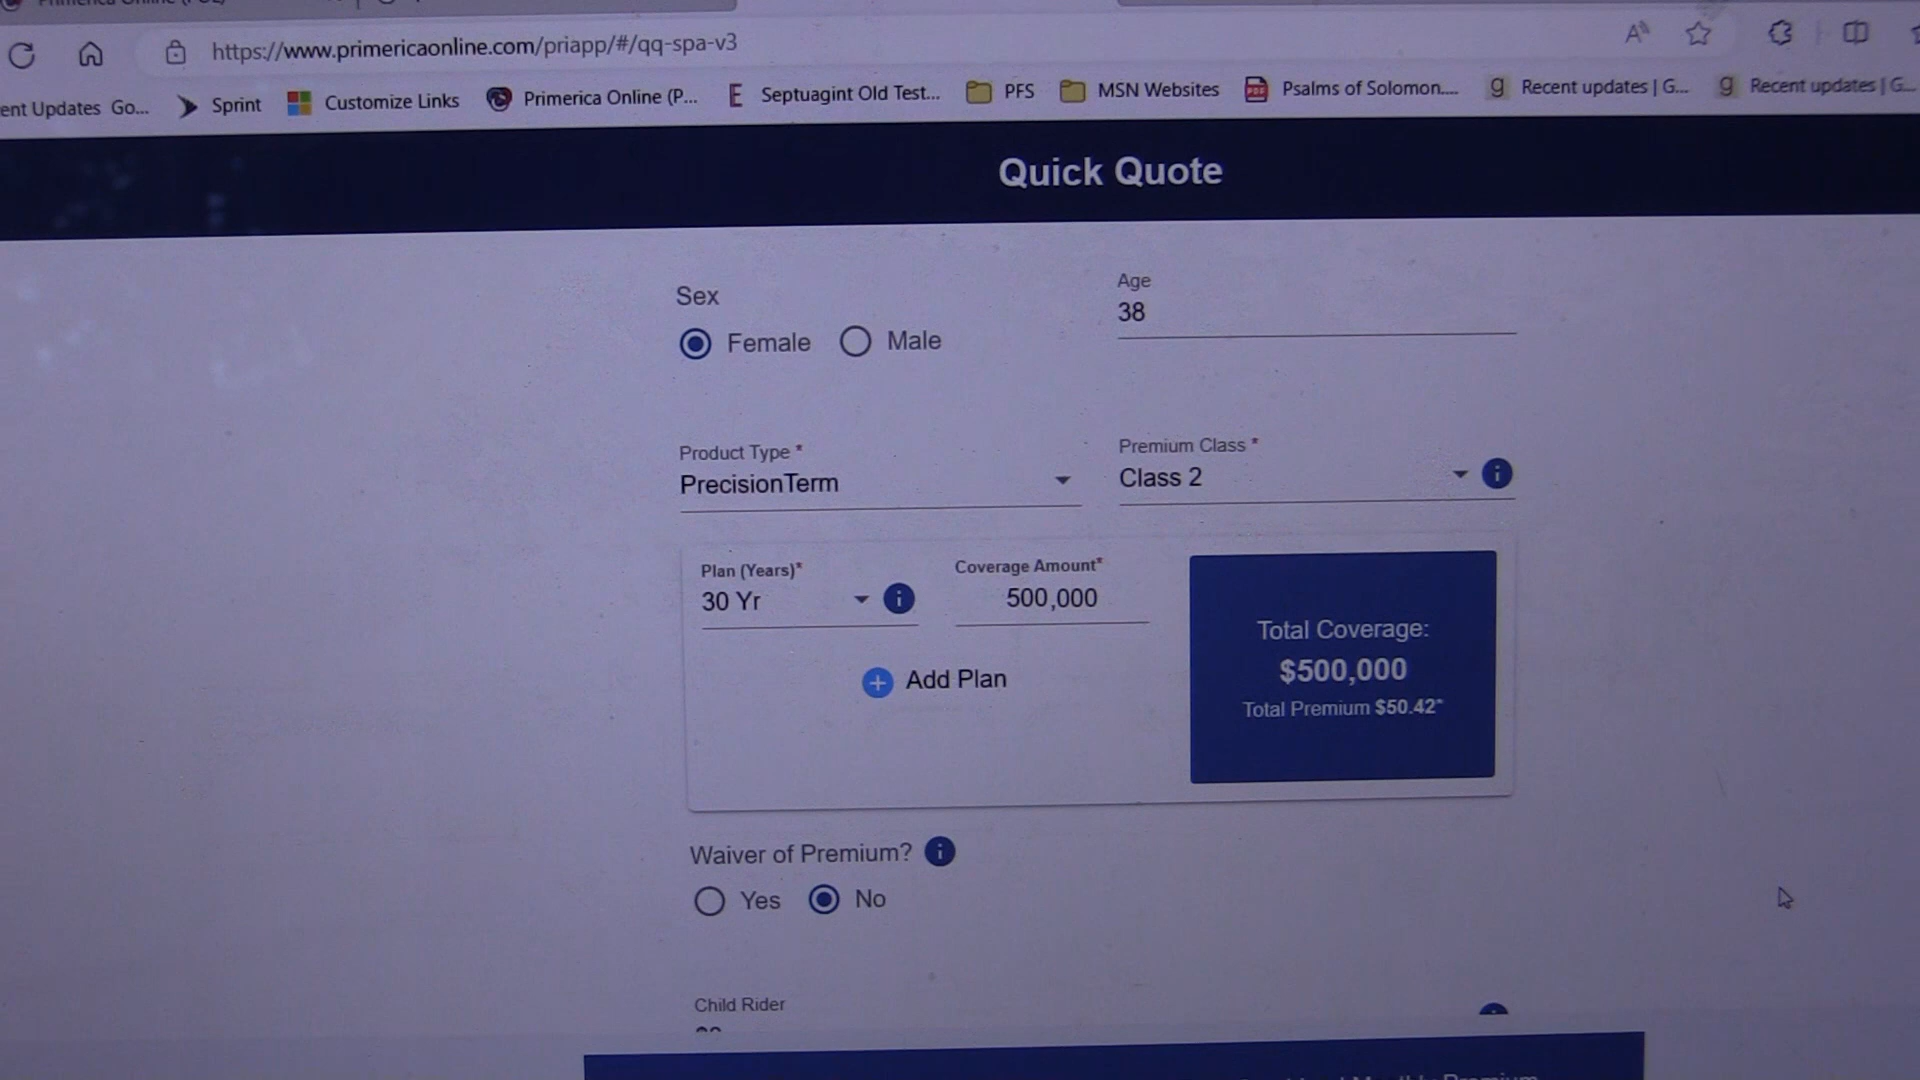 https://www.primericaonline.com/priapp/#/qq-spa-v3
ent Updates Go... Sprint Customize Links Primerica Online (P... Septuagint Old Test... PFS MSN Websites Psalms of Solomon.... Recent updates | G... Recent updates | G...
Quick Quote
Sex
Age
38
Female Male
Product Type *
Premium Class *
PrecisionTerm
Class 2
Plan (Years)*
Coverage Amount*
30 Yr
500,000
Add Plan
Total Coverage:
$500,000
Total Premium $50.42*
Waiver of Premium?
Yes No
Child Rider